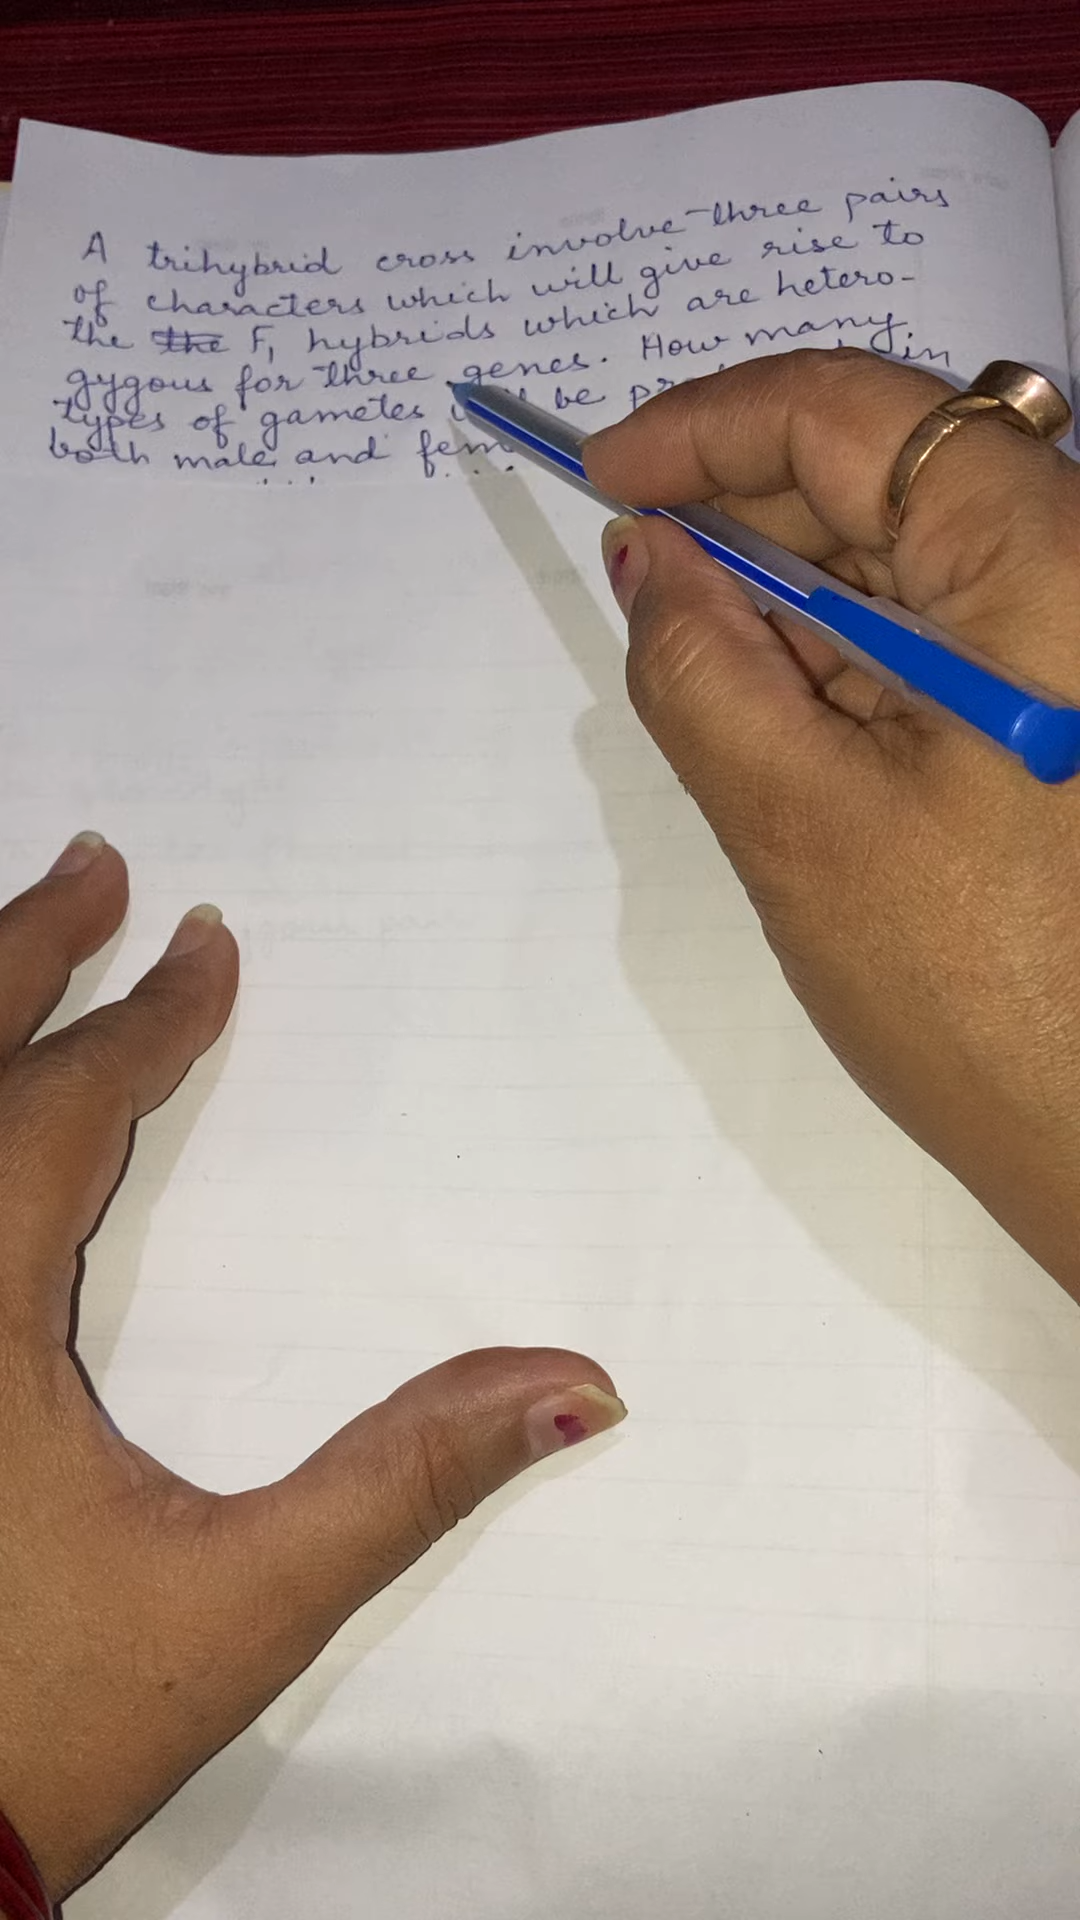 A trihybrid cross involve three pairs
of characters which will give rise to
the the F1 hybrids which are hetero-
gygous for three genes. How many
types of gametes be in
both male and